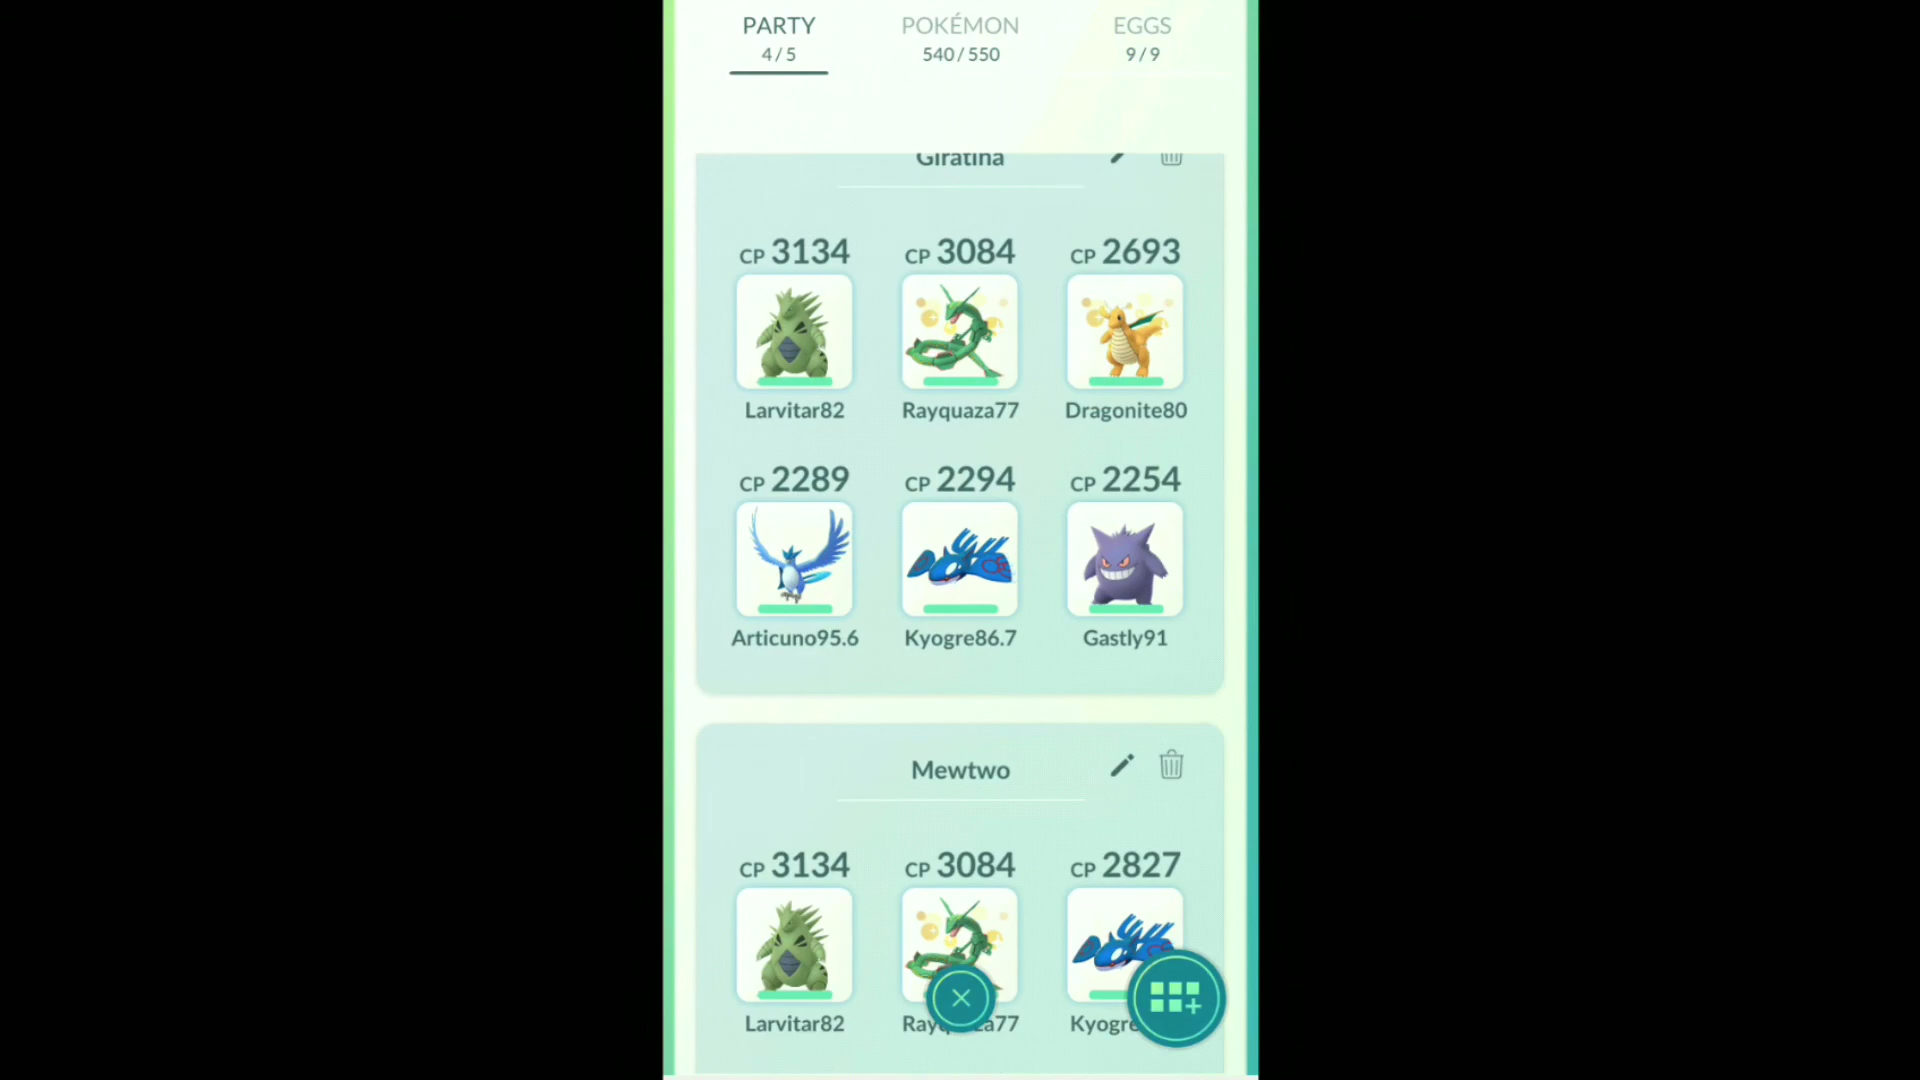 PARTY POKÉMON EGGS
4/5 540/550 9/9
Giratina
CP 3134 CP 3084 CP 2693
Larvitar82 Rayquaza77 Dragonite80
CP 2289 CP 2294 CP 2254
Articuno95.6 Kyogre86.7 Gastly91
Mewtwo
CP 3134 CP 3084 CP 2827
Larvitar82 Rayquaza77 Kyogre